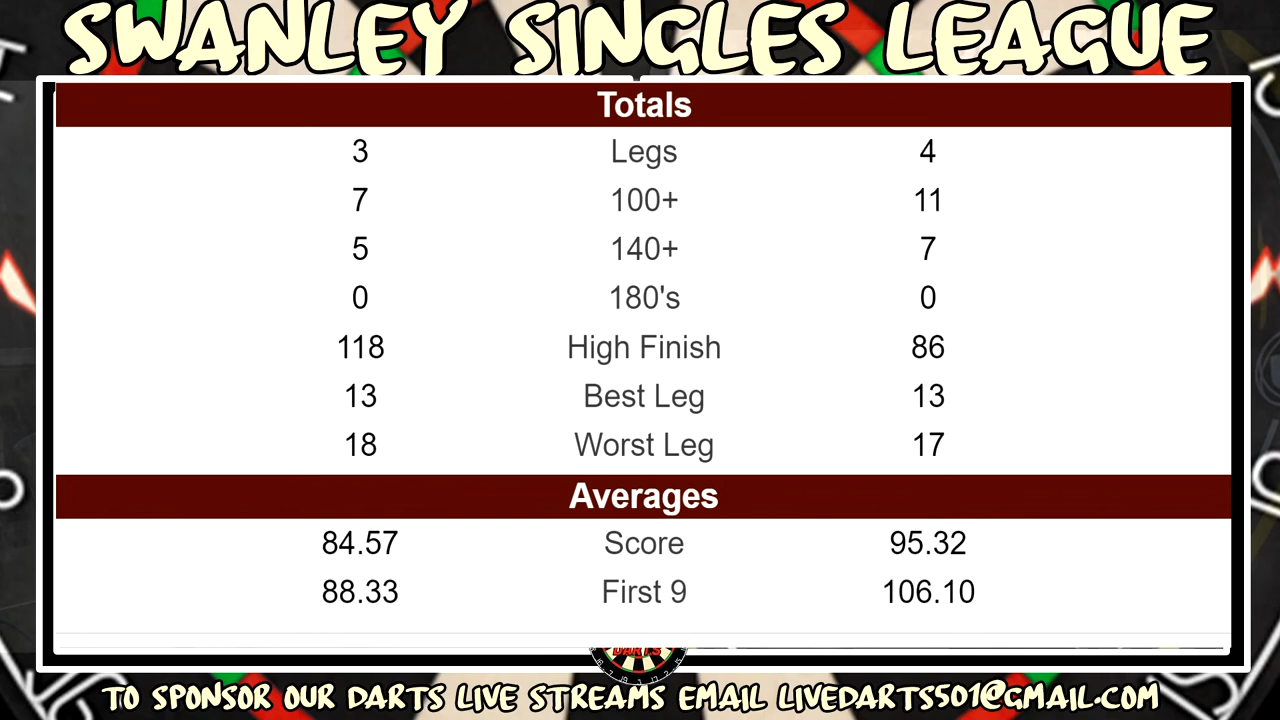 SWANLEY SINGLES LEAGUE
Totals
3 Legs 4
7 100+ 11
5 140+ 7
0 180's 0
118 High Finish 86
13 Best Leg 13
18 Worst Leg 17
Averages
84.57 Score 95.32
88.33 First 9 106.10
DARTS
TO SPONSOR OUR DARTS LIVE STREAMS EMAIL LIVEDARTS501@GMAIL.COM